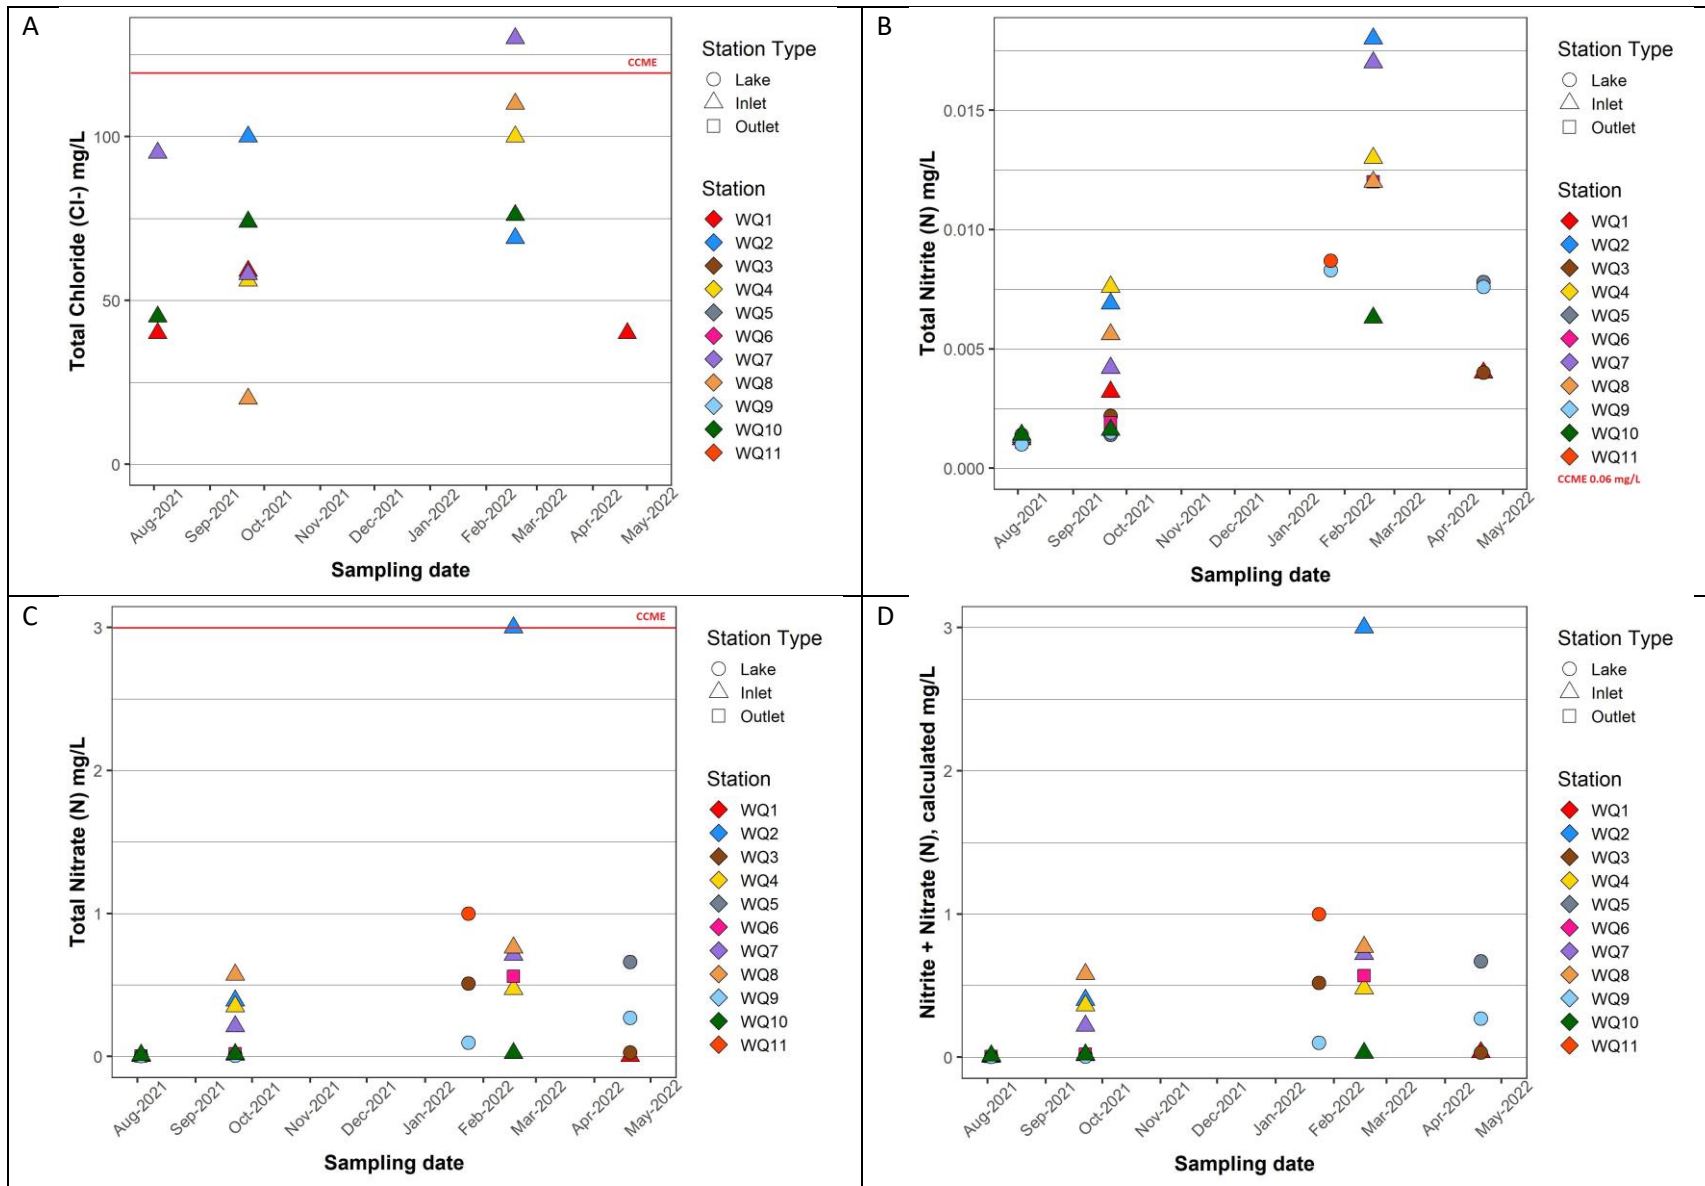 A
CCME
Total Chloride (Cl-) mg/L
100
50
0
Aug-2021
Sep-2021
Oct-2021
Nov-2021
Dec-2021
Jan-2022
Feb-2022
Mar-2022
Apr-2022
May-2022
Sampling date
Station Type
Lake
Inlet
Outlet
Station
WQ1
WQ2
WQ3
WQ4
WQ5
WQ6
WQ7
WQ8
WQ9
WQ10
WQ11
B
Total Nitrite (N) mg/L
0.015
0.010
0.005
0.000
Aug-2021
Sep-2021
Oct-2021
Nov-2021
Dec-2021
Jan-2022
Feb-2022
Mar-2022
Apr-2022
May-2022
Sampling date
Station Type
Lake
Inlet
Outlet
Station
WQ1
WQ2
WQ3
WQ4
WQ5
WQ6
WQ7
WQ8
WQ9
WQ10
WQ11
CCME 0.06 mg/L
C
CCME
Total Nitrate (N) mg/L
3
2
1
0
Aug-2021
Sep-2021
Oct-2021
Nov-2021
Dec-2021
Jan-2022
Feb-2022
Mar-2022
Apr-2022
May-2022
Sampling date
Station Type
Lake
Inlet
Outlet
Station
WQ1
WQ2
WQ3
WQ4
WQ5
WQ6
WQ7
WQ8
WQ9
WQ10
WQ11
D
Nitrite + Nitrate (N), calculated mg/L
3
2
1
0
Aug-2021
Sep-2021
Oct-2021
Nov-2021
Dec-2021
Jan-2022
Feb-2022
Mar-2022
Apr-2022
May-2022
Sampling date
Station Type
Lake
Inlet
Outlet
Station
WQ1
WQ2
WQ3
WQ4
WQ5
WQ6
WQ7
WQ8
WQ9
WQ10
WQ11